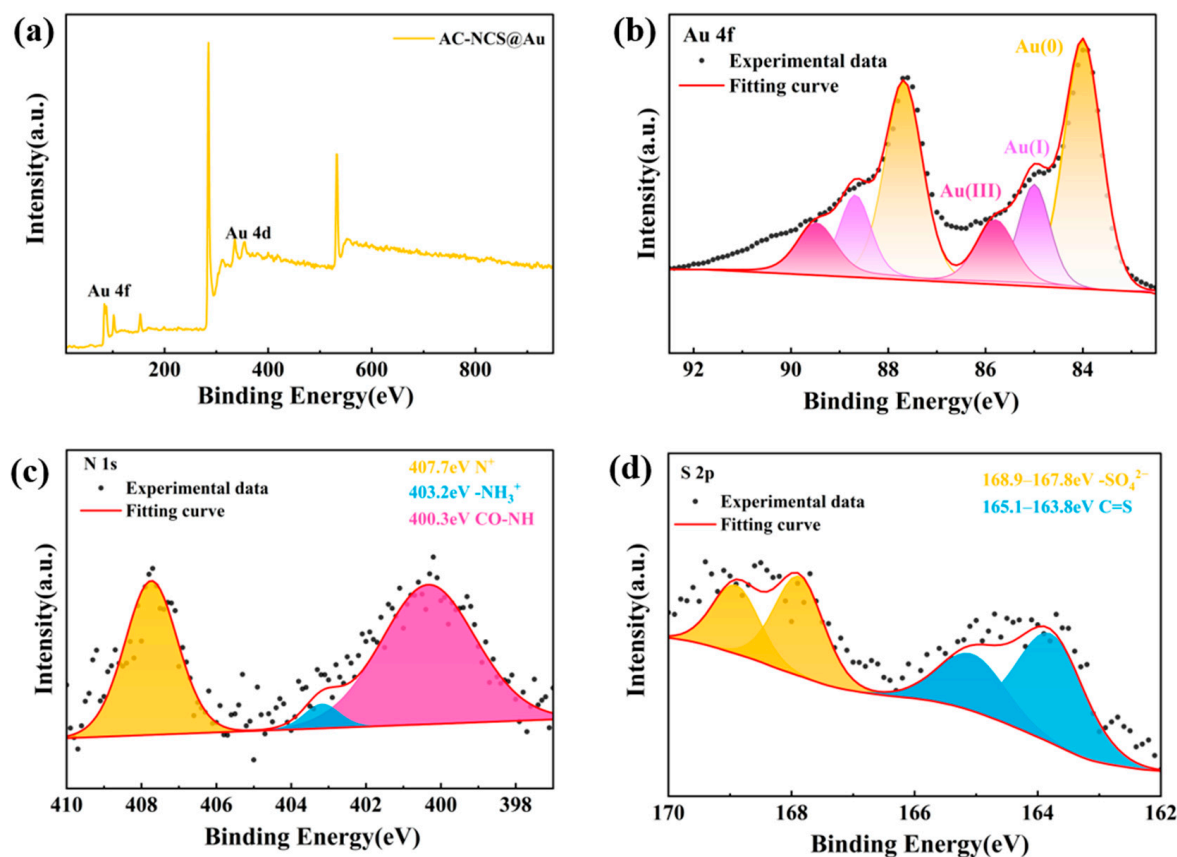 (a)
AC-NCS@Au
Au 4f
Au 4d
Intensity(a.u.)
200
400
600
800
Binding Energy(eV)
(b)
Au 4f
Experimental data
Fitting curve
Au(0)
Au(I)
Au(III)
Intensity(a.u.)
92
90
88
86
84
Binding Energy(eV)
(c)
N 1s
Experimental data
Fitting curve
407.7eV N⁺
403.2eV -NH₃⁺
400.3eV CO-NH
Intensity(a.u.)
410
408
406
404
402
400
398
Binding Energy(eV)
(d)
S 2p
Experimental data
Fitting curve
168.9–167.8eV -SO₄²⁻
165.1–163.8eV C=S
Intensity(a.u.)
170
168
166
164
162
Binding Energy(eV)